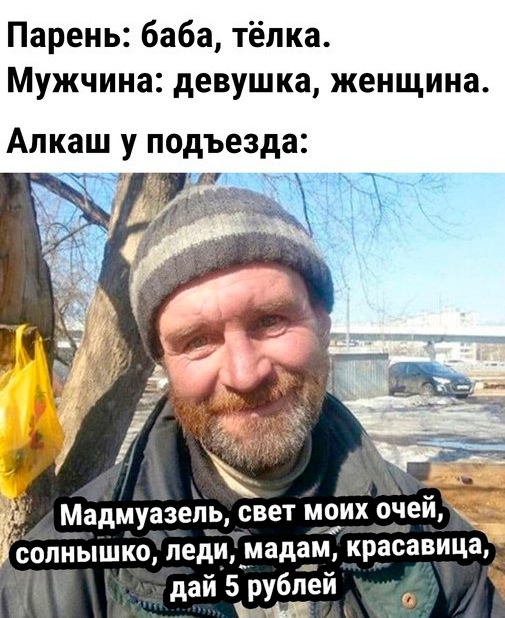 Парень: баба, тёлка.
Мужчина: девушка, женщина.
Алкаш у подъезда:
Мадмуазель, свет моих очей,
солнышко, леди, мадам, красавица,
дай 5 рублей